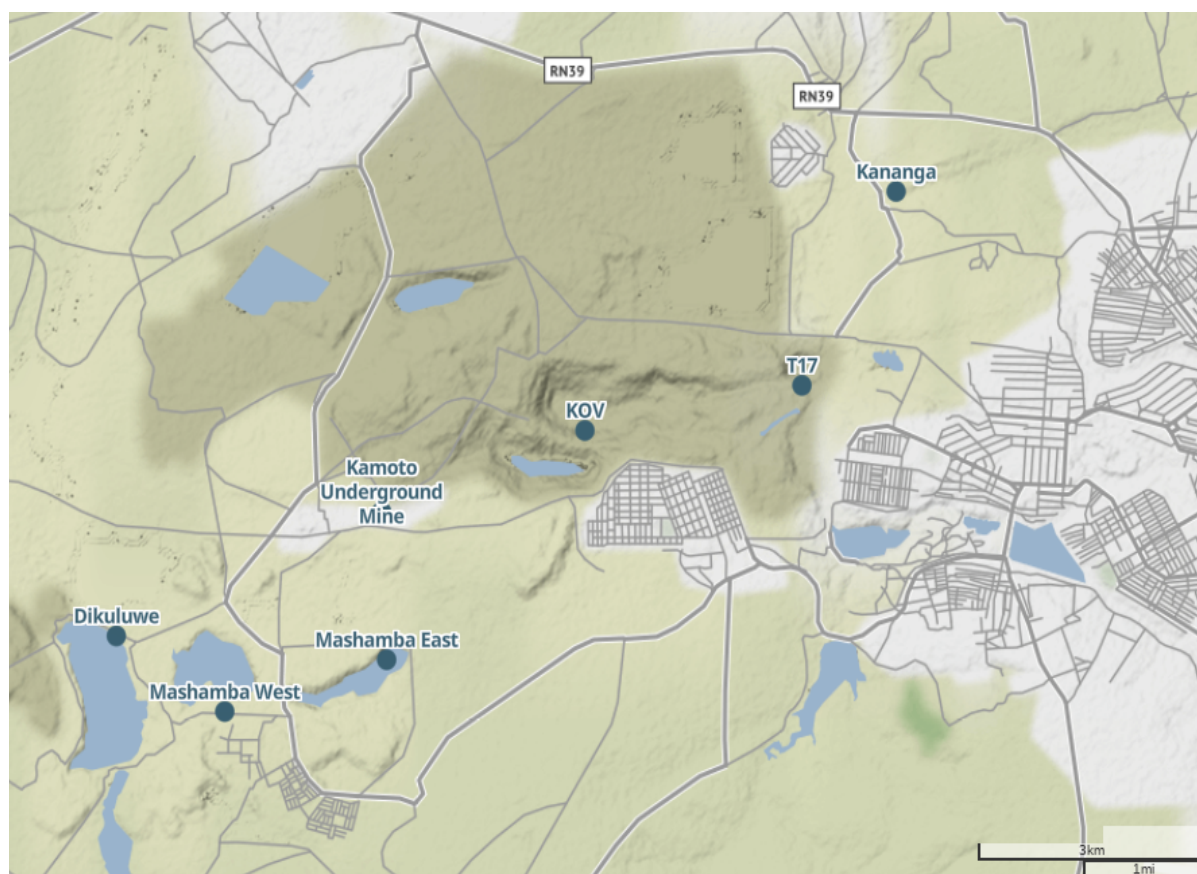 RN39
RN39
Kananga
T17
KOV
Kamoto
Underground
Mine
Dikuluwe
Mashamba East
Mashamba West
3km
1mi